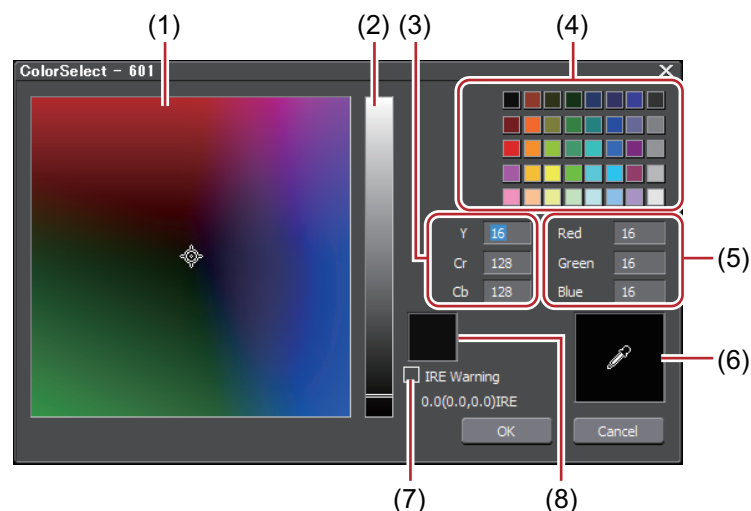 (1) (2) (3) (4)
ColorSelect - 601
Y 16 Red 16
Cr 128 Green 16 (5)
Cb 128 Blue 16
(6)
IRE Warning
0.0(0.0,0.0)IRE
OK Cancel
(7) (8)